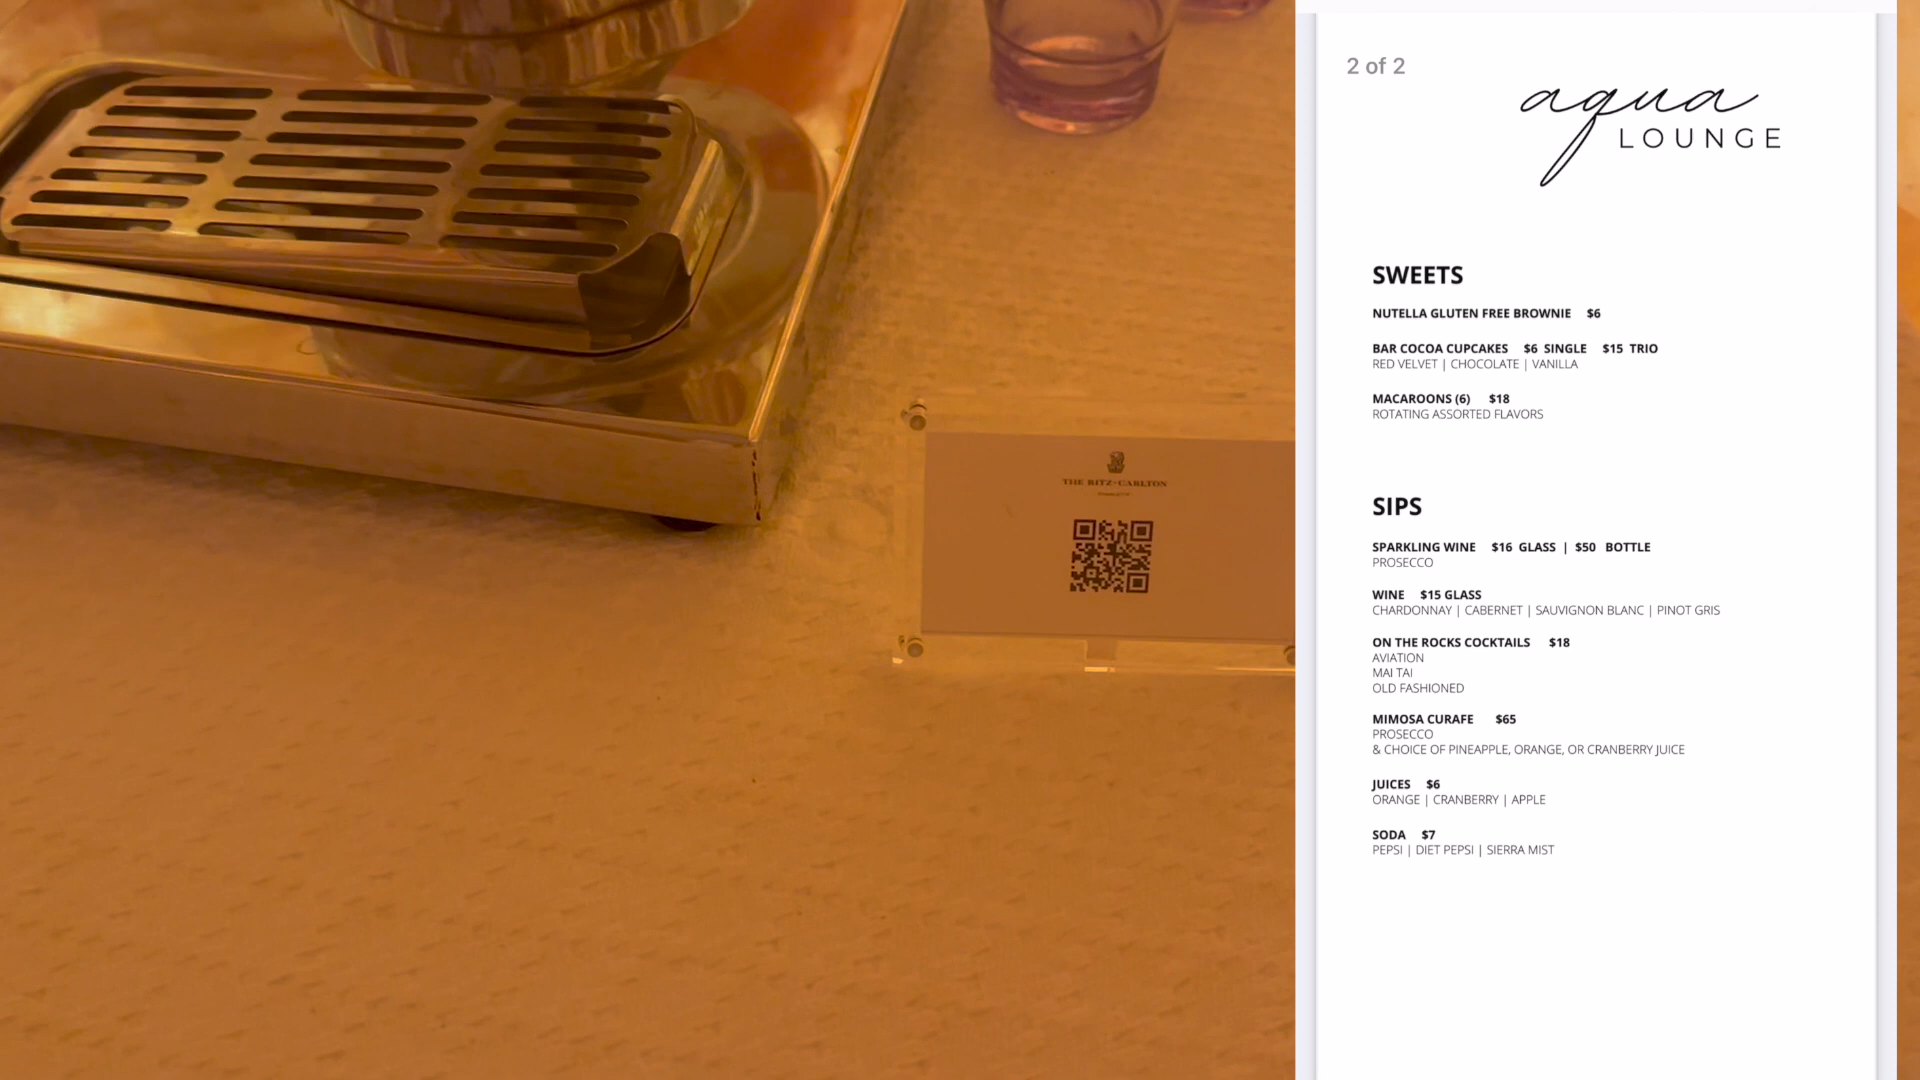 THE RITZ-CARLTON
2 of 2
aqua
LOUNGE
SWEETS
NUTELLA GLUTEN FREE BROWNIE $6
BAR COCOA CUPCAKES $6 SINGLE $15 TRIO
RED VELVET | CHOCOLATE | VANILLA
MACAROONS (6) $18
ROTATING ASSORTED FLAVORS
SIPS
SPARKLING WINE $16 GLASS | $50 BOTTLE
PROSECCO
WINE $15 GLASS
CHARDONNAY | CABERNET | SAUVIGNON BLANC | PINOT GRIS
ON THE ROCKS COCKTAILS $18
AVIATION
MAI TAI
OLD FASHIONED
MIMOSA CURAFE $65
PROSECCO
& CHOICE OF PINEAPPLE, ORANGE, OR CRANBERRY JUICE
JUICES $6
ORANGE | CRANBERRY | APPLE
SODA $7
PEPSI | DIET PEPSI | SIERRA MIST